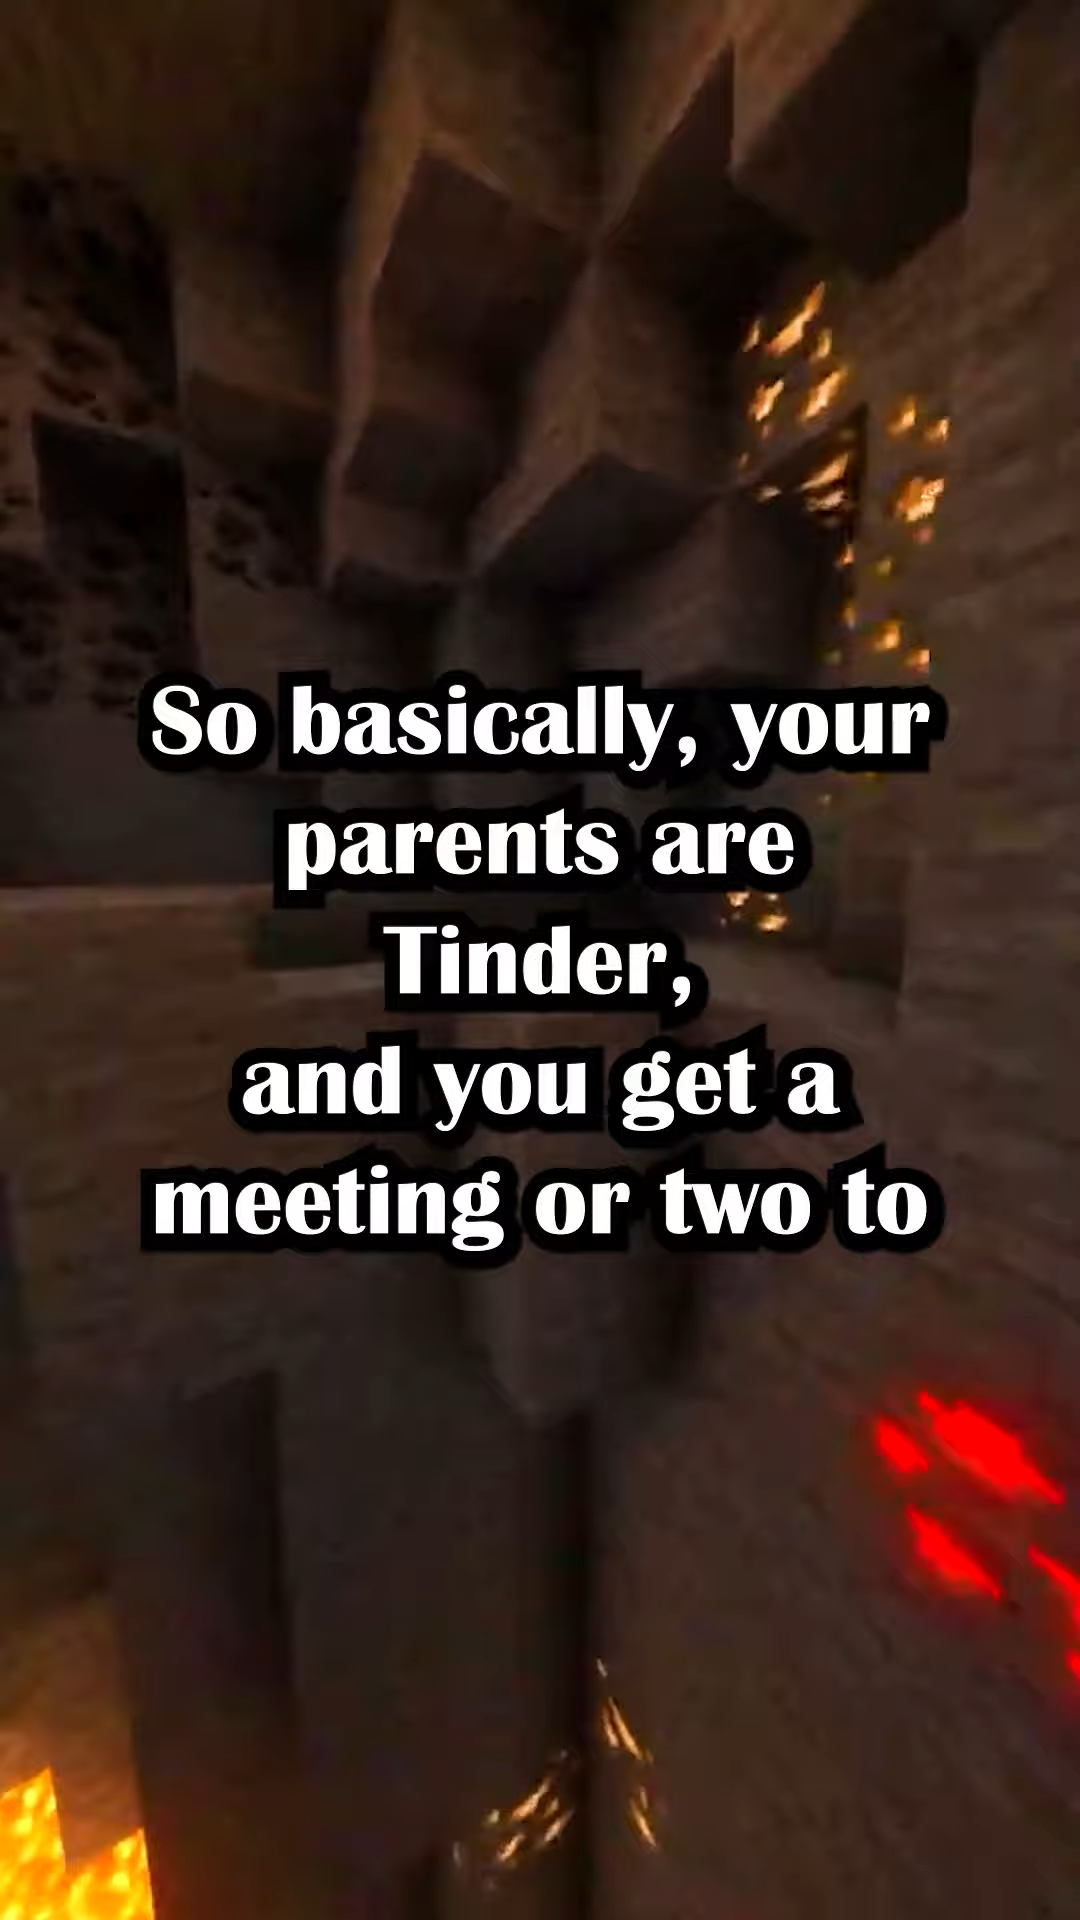 So basically, your
parents are
Tinder,
and you get a
meeting or two to